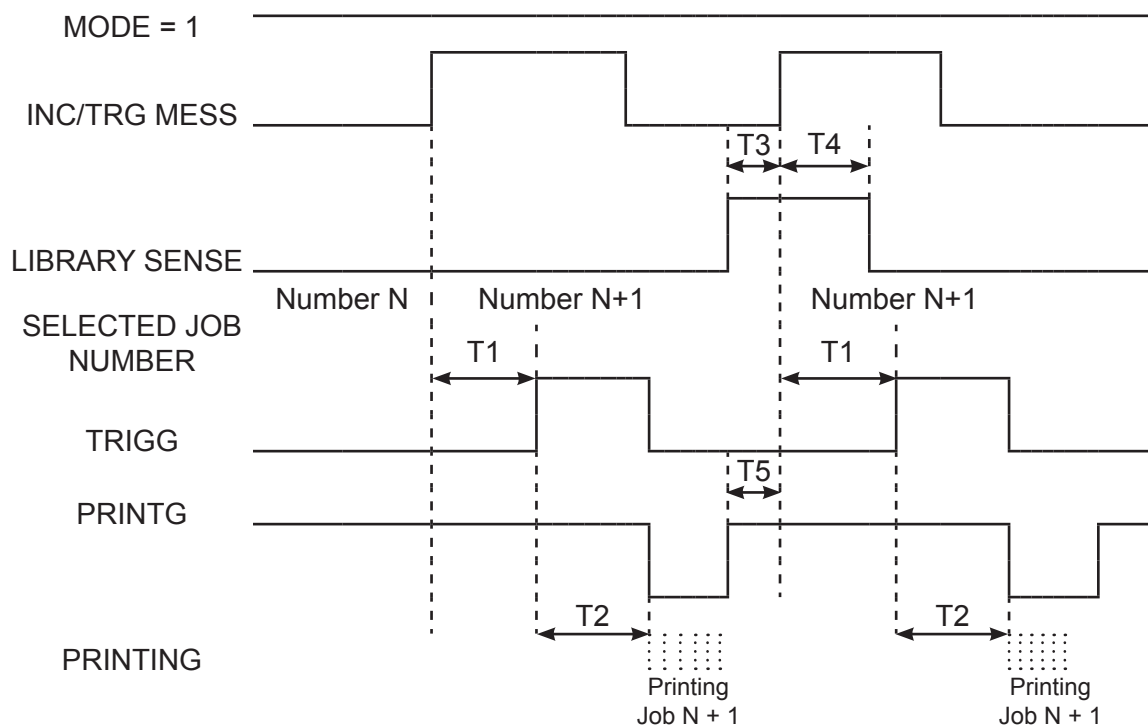 MODE = 1
INC/TRG MESS
T3 T4
LIBRARY SENSE
Number N Number N+1 Number N+1
SELECTED JOB
NUMBER
T1 T1
TRIGG
T5
PRINTG
T2 T2
PRINTING
Printing
Job N + 1
Printing
Job N + 1